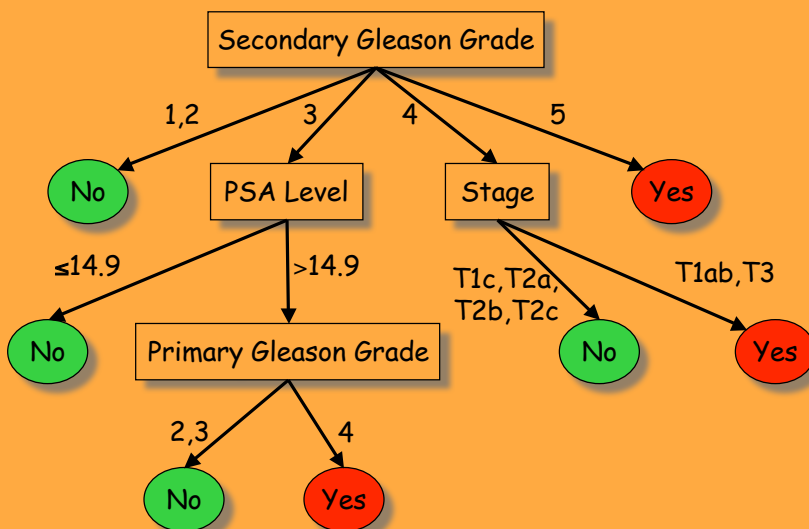 Secondary Gleason Grade
1,2
3
4
5
No
PSA Level
Stage
Yes
≤14.9
>14.9
T1c,T2a,
T2b,T2c
T1ab,T3
No
Primary Gleason Grade
No
Yes
2,3
4
No
Yes